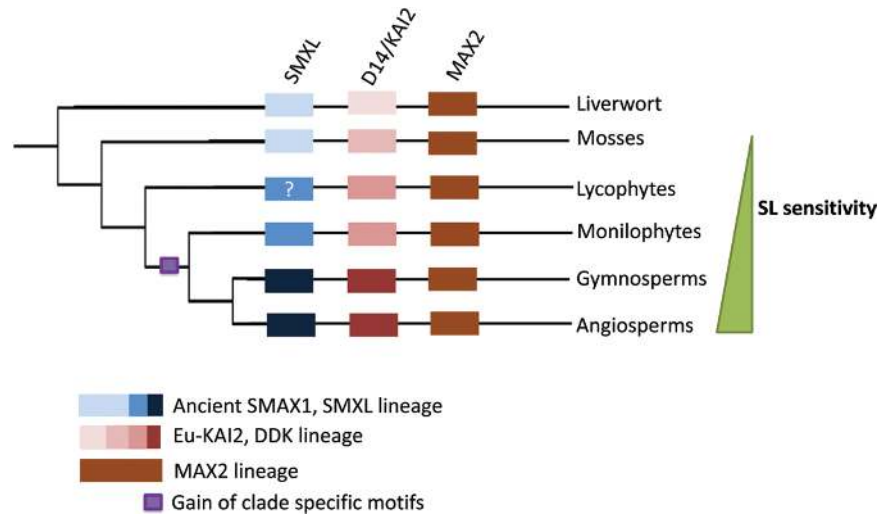 SMXL
D14/KAI2
MAX2
Liverwort
Mosses
?
Lycophytes
SL sensitivity
Monilophytes
Gymnosperms
Angiosperms
Ancient SMAX1, SMXL lineage
Eu-KAI2, DDK lineage
MAX2 lineage
Gain of clade specific motifs